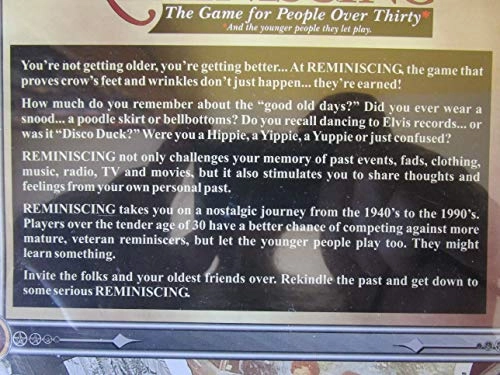 The Game for People Over Thirty*
*And the younger people they let play.
You're not getting older, you're getting better... At REMINISCING, the game that
proves crow's feet and wrinkles don't just happen... they're earned!
How much do you remember about the "good old days?" Did you ever wear a
snood... a poodle skirt or bellbottoms? Do you recall dancing to Elvis records... or
was it "Disco Duck?" Were you a Hippie, a Yippie, a Yuppie or just confused?
REMINISCING not only challenges your memory of past events, fads, clothing,
music, radio, TV and movies, but it also stimulates you to share thoughts and
feelings from your own personal past.
REMINISCING takes you on a nostalgic journey from the 1940's to the 1990's.
Players over the tender age of 30 have a better chance of competing against more
mature, veteran reminiscers, but let the younger people play too. They might
learn something.
Invite the folks and your oldest friends over. Rekindle the past and get down to
some serious REMINISCING.